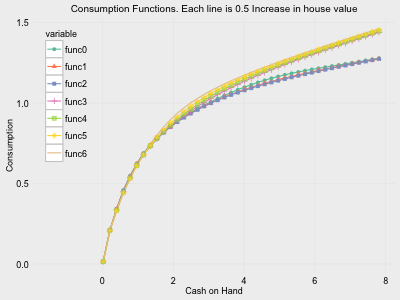 Consumption Functions. Each line is 0.5 Increase in house value
variable
func0
func1
func2
func3
func4
func5
func6
Consumption
1.5
1.0
0.5
0.0
0
2
4
6
8
Cash on Hand